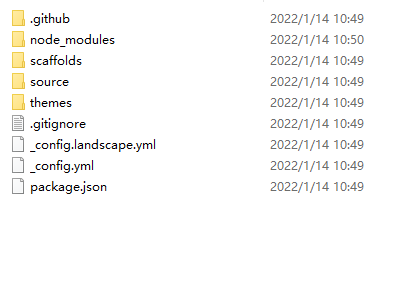 .github 2022/1/14 10:49
node_modules 2022/1/14 10:50
scaffolds 2022/1/14 10:49
source 2022/1/14 10:49
themes 2022/1/14 10:49
.gitignore 2022/1/14 10:49
_config.landscape.yml 2022/1/14 10:49
_config.yml 2022/1/14 10:49
package.json 2022/1/14 10:49